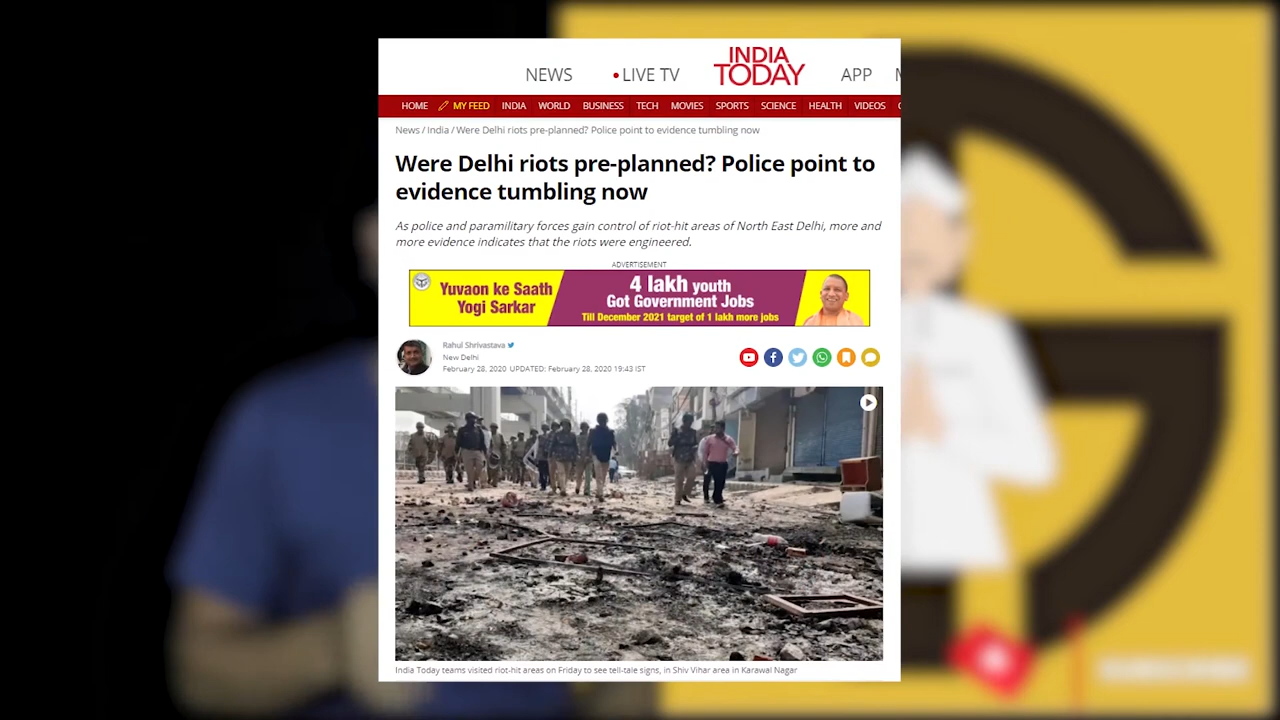 NEWS
LIVE TV
INDIA
TODAY
APP
HOME MY FEED INDIA WORLD BUSINESS TECH MOVIES SPORTS SCIENCE HEALTH VIDEOS
News / India / Were Delhi riots pre-planned? Police point to evidence tumbling now
Were Delhi riots pre-planned? Police point to
evidence tumbling now
As police and paramilitary forces gain control of riot-hit areas of North East Delhi, more and
more evidence indicates that the riots were engineered.
ADVERTISEMENT
Yuvaon ke Saath
Yogi Sarkar
4 lakh youth
Got Government Jobs
Till December 2021 target of 1 lakh more jobs
Rahul Shrivastava
New Delhi
February 28, 2020 UPDATED: February 28, 2020 19:43 IST
India Today teams visited riot-hit areas on Friday to see tell-tale signs, in Shiv Vihar area in Karawal Nagar